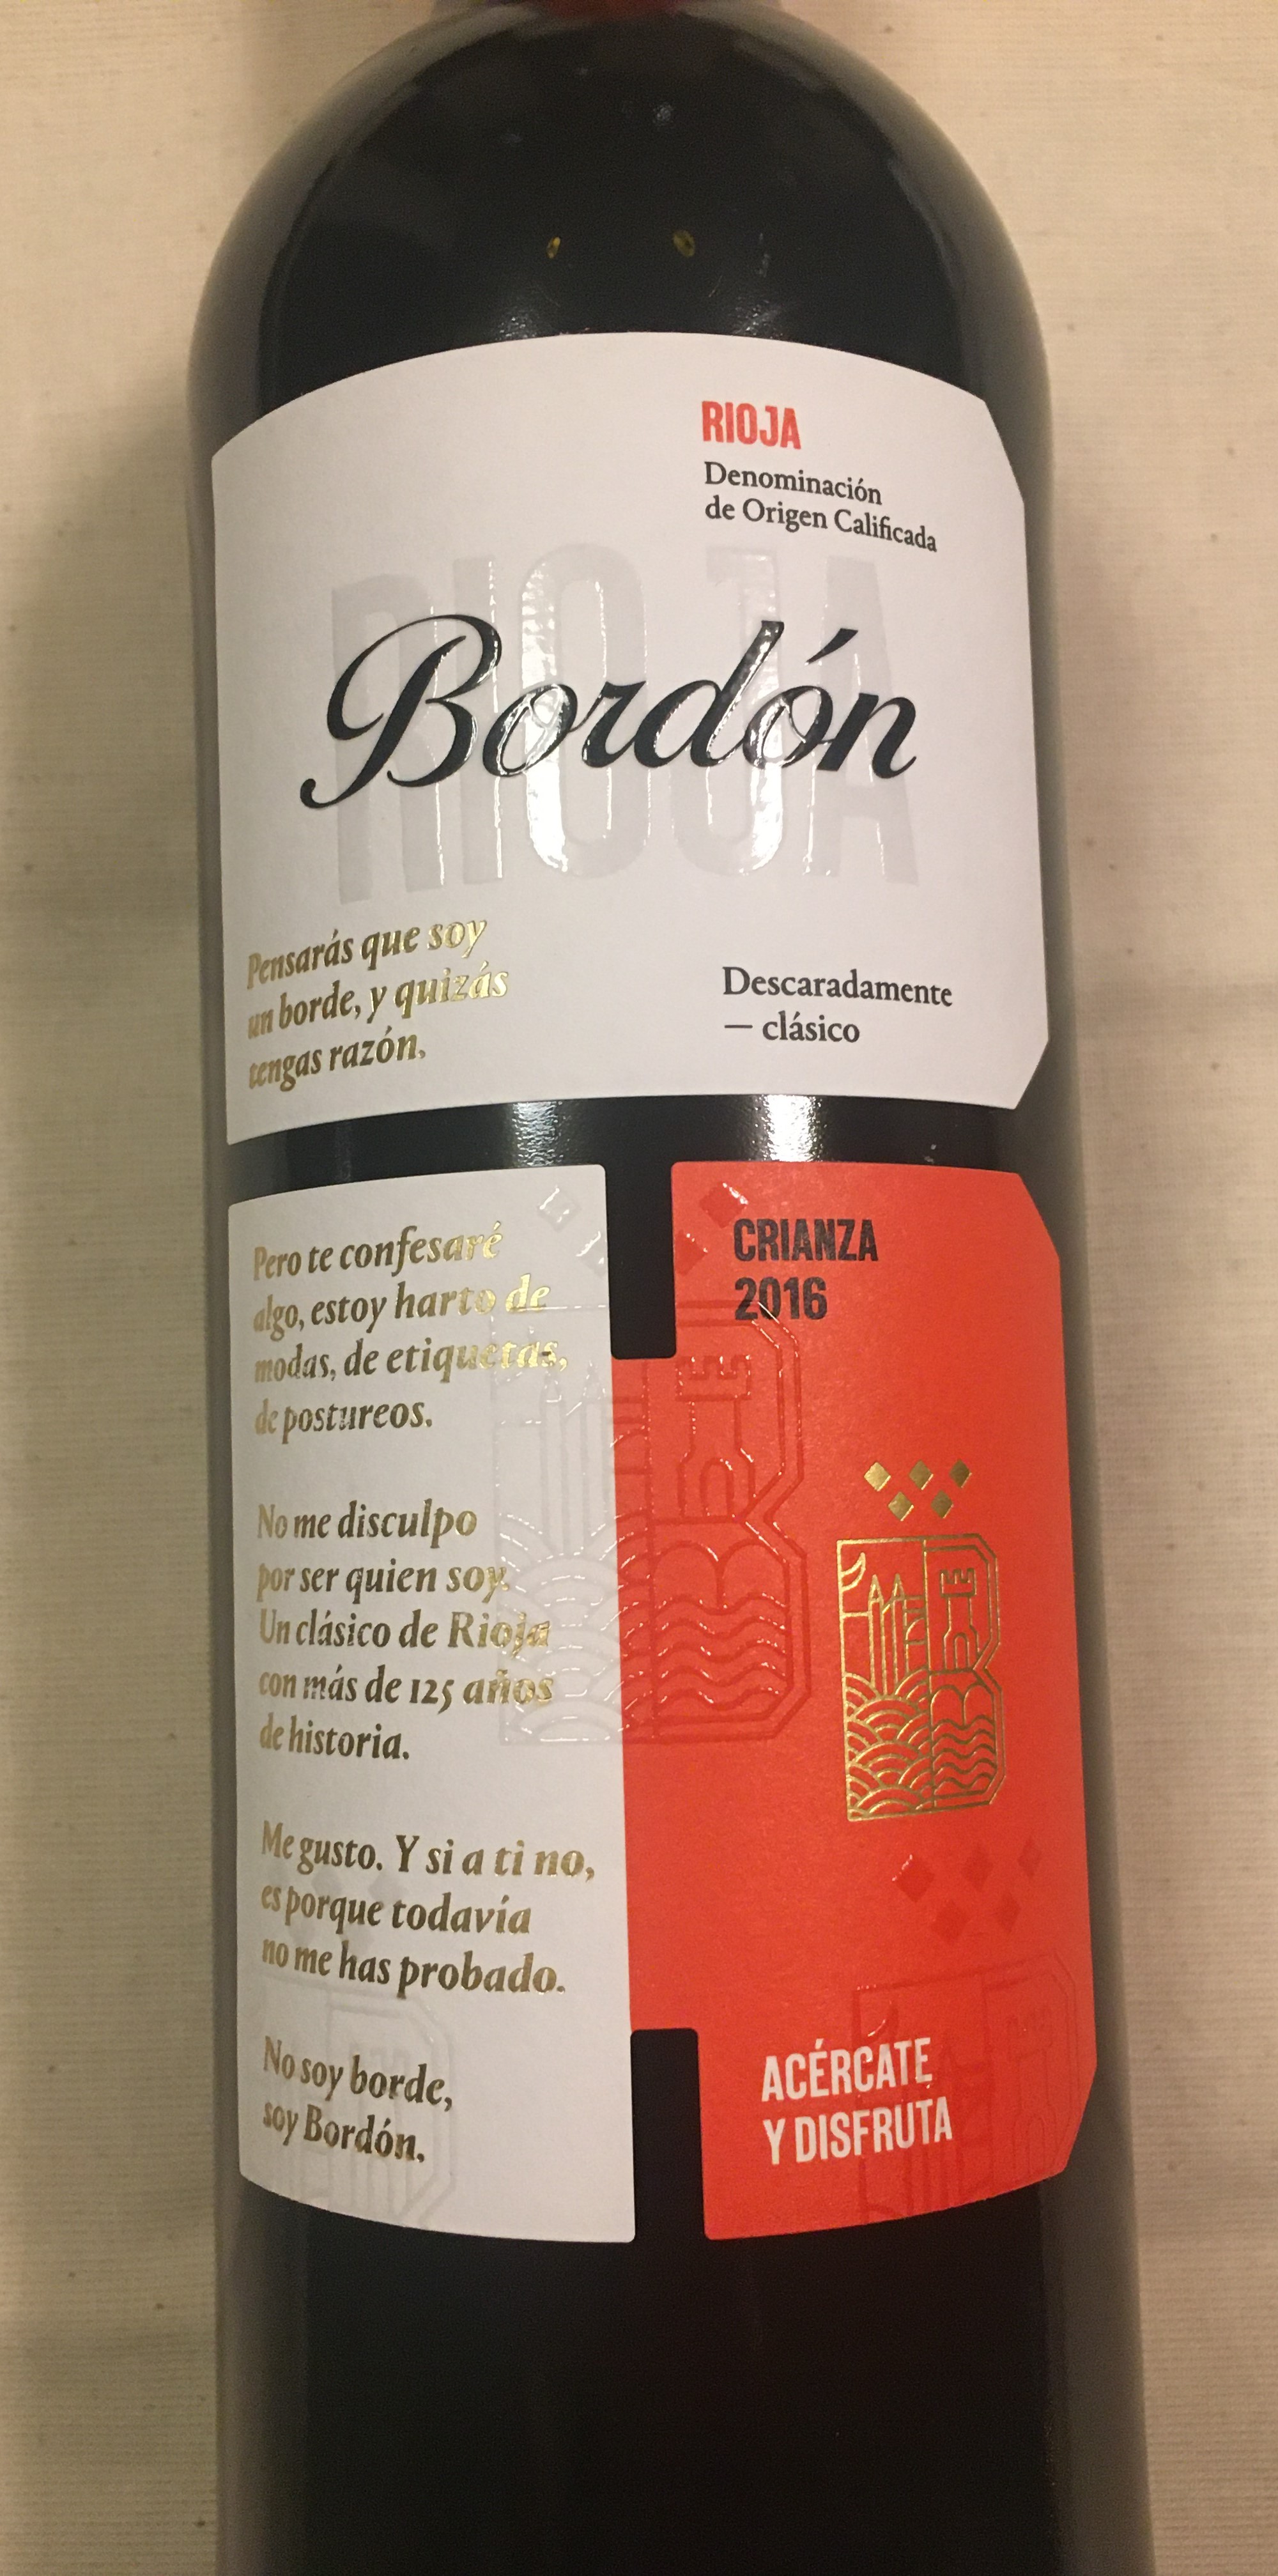 RIOJA
Denominación
de Origen Calificada
RIOJA
Bordón
Pensarás que soy
un borde, y quizás
tengas razón.
Descaradamente
— clásico
Pero te confesaré
algo, estoy harto de
modas, de etiquetas,
de postureos.
No me disculpo
por ser quien soy.
Un clásico de Rioja
con más de 125 años
de historia.
Me gusto. Y si a ti no,
es porque todavía
no me has probado.
No soy borde,
soy Bordón.
CRIANZA
2016
ACÉRCATE
Y DISFRUTA